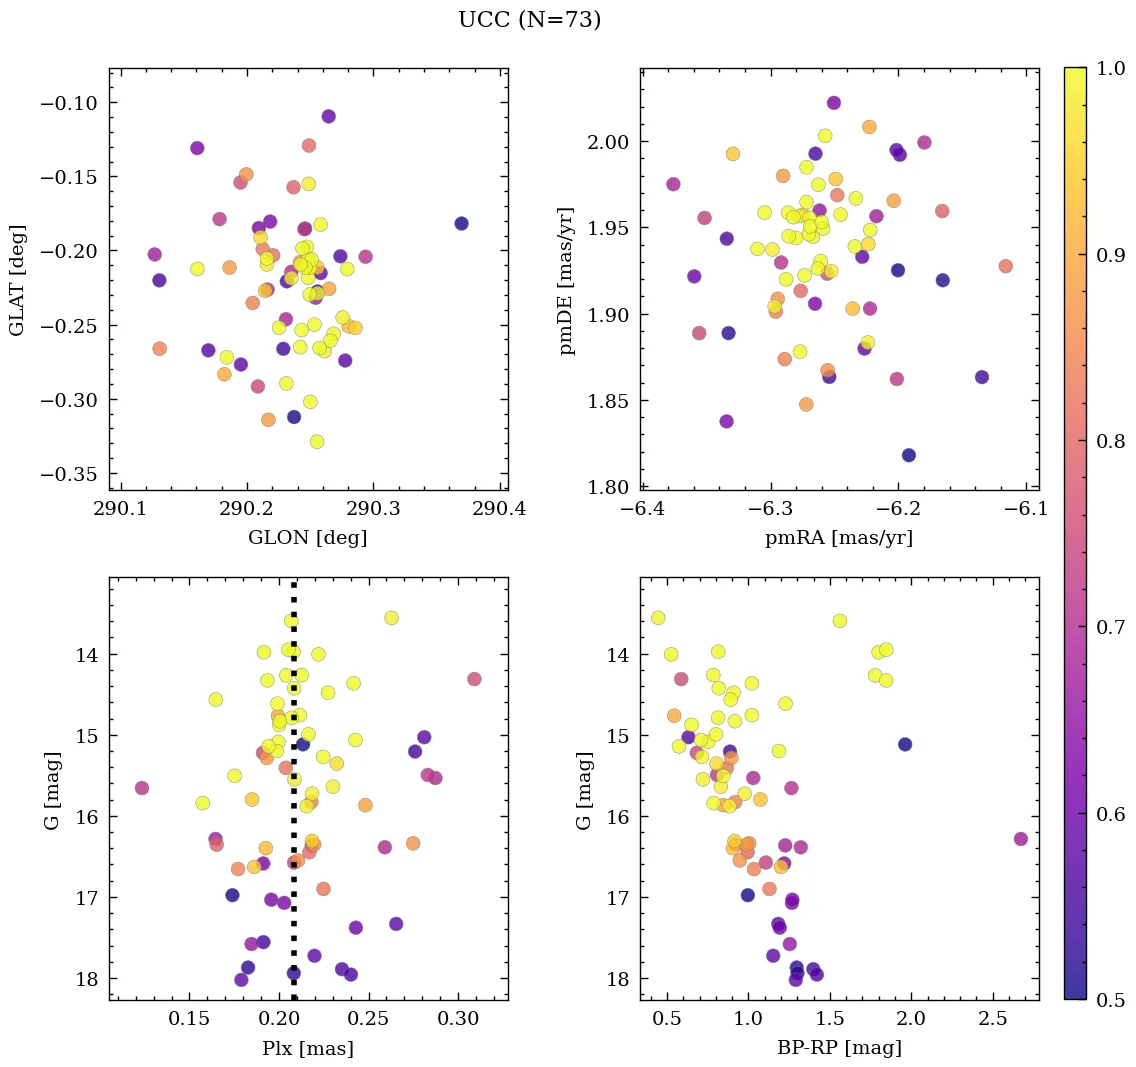 UCC (N=73)
−0.10
−0.15
−0.20
−0.25
−0.30
−0.35
GLAT [deg]
290.1 290.2 290.3 290.4
GLON [deg]
2.00
1.95
1.90
1.85
1.80
pmDE [mas/yr]
−6.4 −6.3 −6.2 −6.1
pmRA [mas/yr]
14
15
16
17
18
G [mag]
0.15 0.20 0.25 0.30
Plx [mas]
14
15
16
17
18
G [mag]
0.5 1.0 1.5 2.0 2.5
BP-RP [mag]
1.0
0.9
0.8
0.7
0.6
0.5